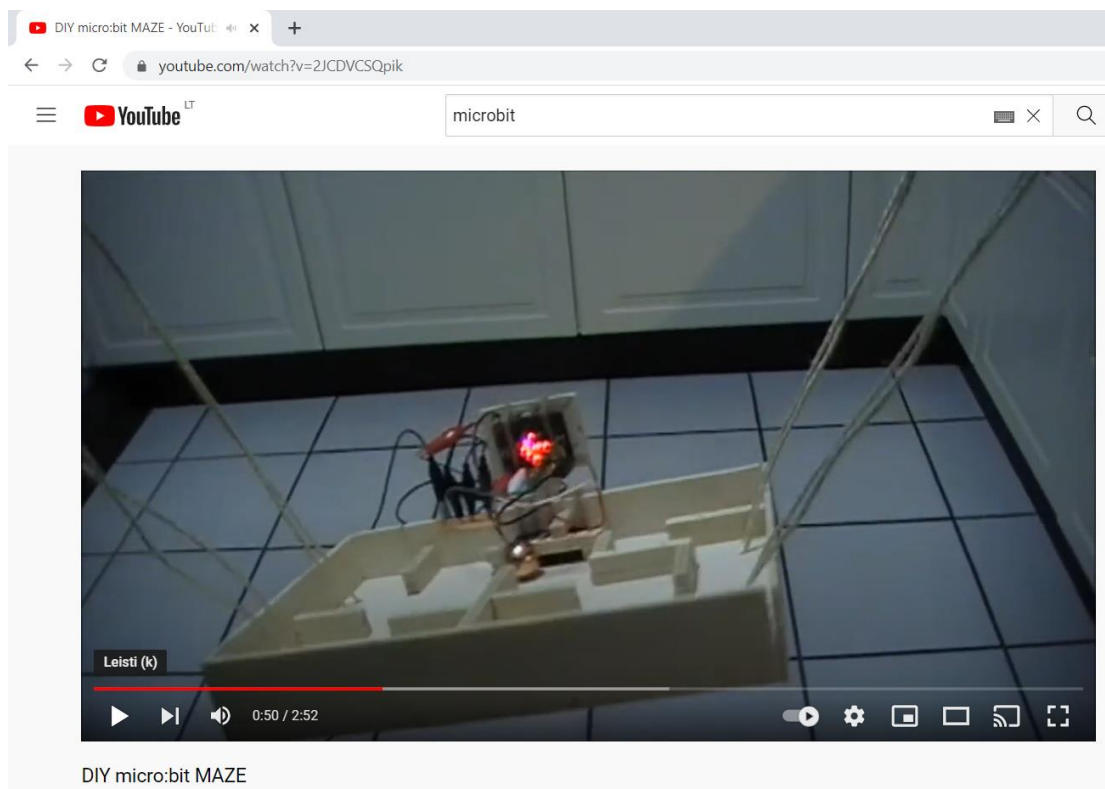 DIY micro:bit MAZE - YouTub
youtube.com/watch?v=2JCDVCSQpik
YouTube LT
microbit
Leisti (k)
0:50 / 2:52
DIY micro:bit MAZE